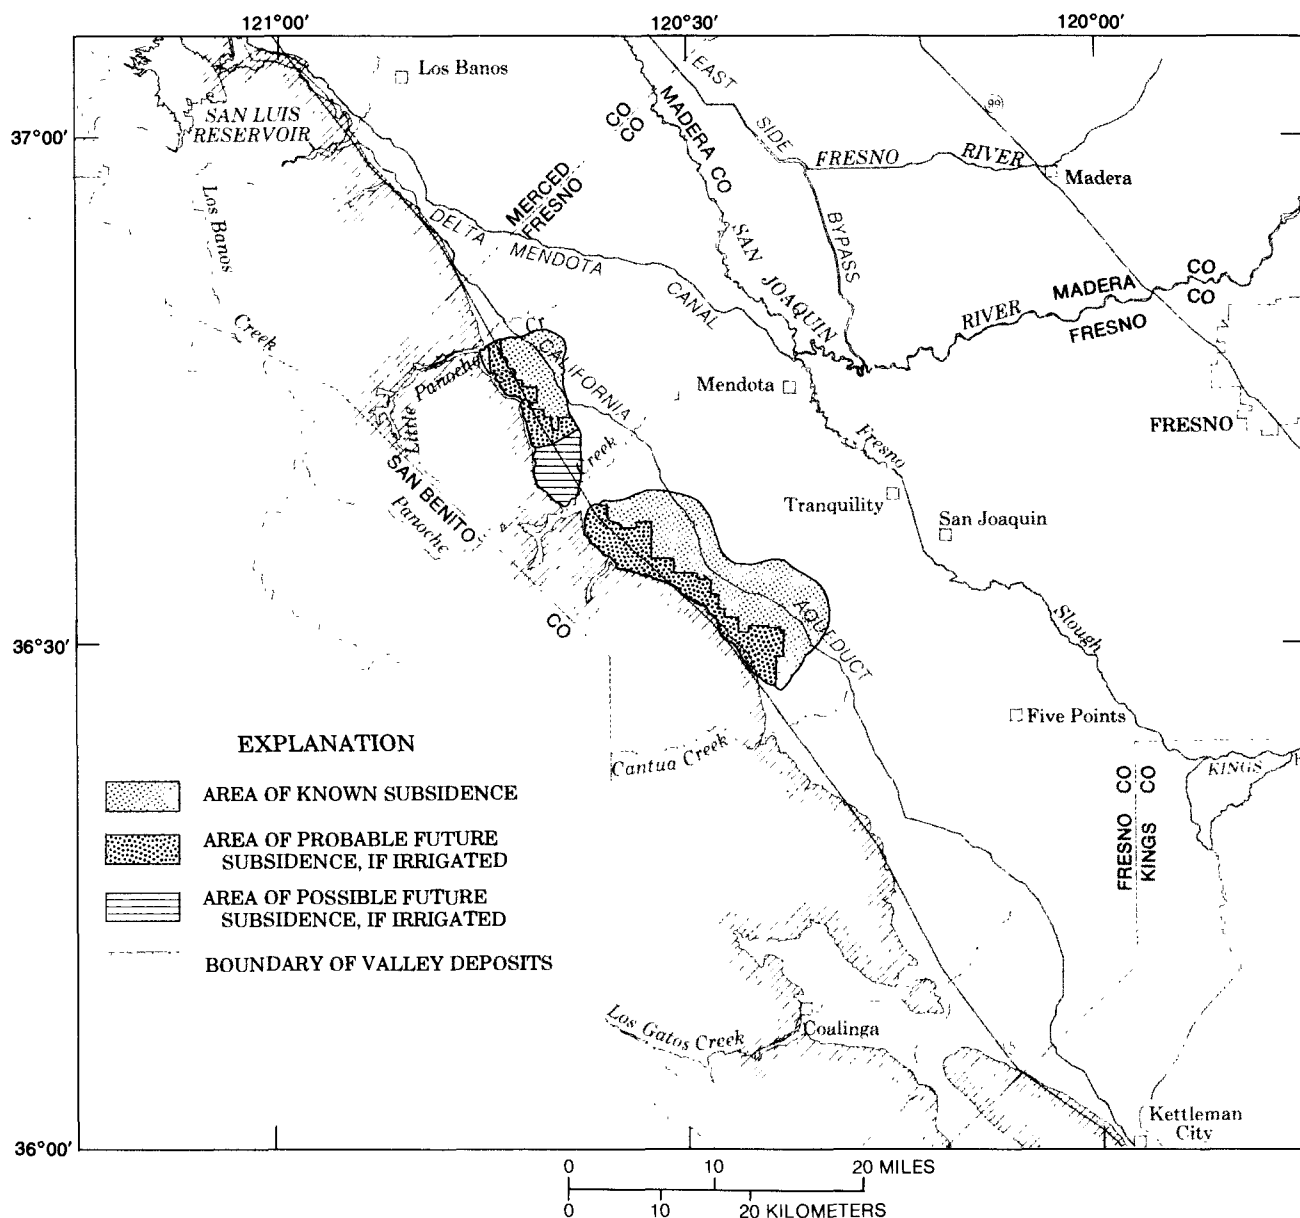 121°00'
120°30'
120°00'
Los Banos
SAN LUIS
RESERVOIR
37°00'
EAST
SIDE
BYPASS
MADERA CO
CO
CO
99
FRESNO RIVER
Madera
MERCED
FRESNO
Los Banos
Creek
DELTA MENDOTA CANAL
SAN JOAQUIN RIVER
MADERA CO
FRESNO CO
Cr
Little Panoche
CALIFORNIA
Mendota
FRESNO
Fresno
Creek
SAN BENITO
CO
Panoche
Tranquility
San Joaquin
AQUEDUCT
Slough
36°30'
Five Points
Cantua Creek
KINGS
FRESNO CO
KINGS CO
EXPLANATION
AREA OF KNOWN SUBSIDENCE
AREA OF PROBABLE FUTURE
SUBSIDENCE, IF IRRIGATED
AREA OF POSSIBLE FUTURE
SUBSIDENCE, IF IRRIGATED
BOUNDARY OF VALLEY DEPOSITS
Los Gatos Creek
Coalinga
Kettleman
City
36°00'
0 10 20 MILES
0 10 20 KILOMETERS